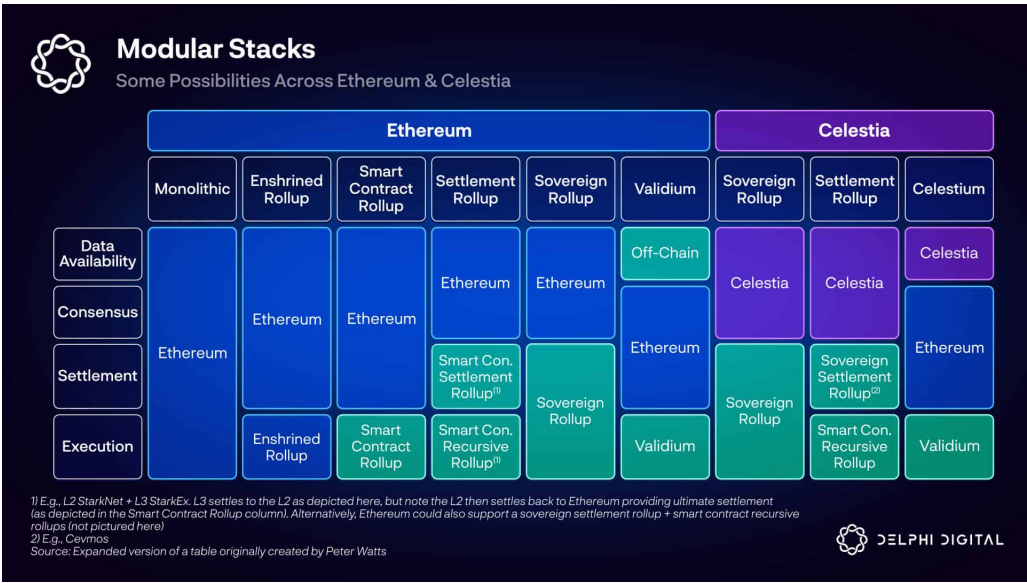 Modular Stacks
Some Possibilities Across Ethereum & Celestia
Ethereum
Celestia
Monolithic
Enshrined
Rollup
Smart
Contract
Rollup
Settlement
Rollup
Sovereign
Rollup
Validium
Sovereign
Rollup
Settlement
Rollup
Celestium
Data
Availability
Consensus
Settlement
Execution
Ethereum
Ethereum
Enshrined
Rollup
Ethereum
Smart
Contract
Rollup
Ethereum
Smart Con.
Settlement
Rollup(1)
Smart Con.
Recursive
Rollup(1)
Ethereum
Sovereign
Rollup
Off-Chain
Ethereum
Validium
Celestia
Sovereign
Rollup
Celestia
Sovereign
Settlement
Rollup(2)
Smart Con.
Recursive
Rollup
Celestia
Ethereum
Validium
1) E.g., L2 StarkNet + L3 StarkEx. L3 settles to the L2 as depicted here, but note the L2 then settles back to Ethereum providing ultimate settlement
(as depicted in the Smart Contract Rollup column). Alternatively, Ethereum could also support a sovereign settlement rollup + smart contract recursive
rollups (not pictured here)
2) E.g., Cevmos
Source: Expanded version of a table originally created by Peter Watts
DELPHI DIGITAL